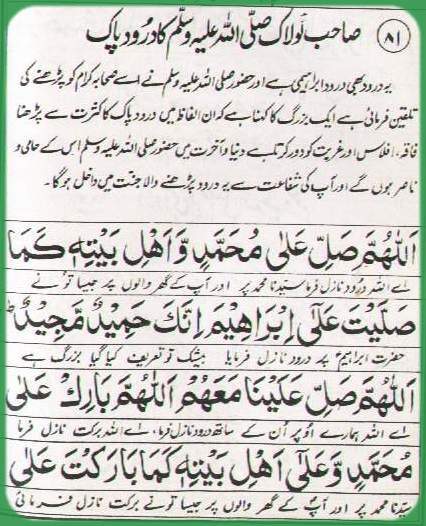 ۸۱ صاحب لولاک صلّی اللہ علیہ وسلّم کا درود پاک
یہ درود بھی درود ابراہیمی ہے اور حضور صلی اللہ علیہ وسلم نے اسے صحابہ کرام کو پڑھنے کی
تلقین فرمائی ہے ایک بزرگ کا کہنا ہے کہ ان الفاظ میں درود پاک کا کثرت سے پڑھنا
فاقہ، افلاس اور غربت کو دور کرتا ہے دنیا و آخرت میں حضور صلی اللہ علیہ وسلم اس کے حامی و
ناصر ہوں گے اور آپ کی شفاعت سے یہ درود پڑھنے والا جنت میں داخل ہوگا۔
اَللّٰهُمَّ صَلِّ عَلٰى مُحَمَّدٍ وَّاَهْلِ بَيْتِهٖ كَمَا
اے اللہ درود نازل فرما سیدنا محمد پر اور آپ کے گھر والوں پر جیسا تو نے
صَلَّيْتَ عَلٰٓى اِبْرَاهِيْمَ اِنَّكَ حَمِيْدٌ مَّجِيْدٌ ط
حضرت ابراہیم پر درود نازل فرمایا بیشک تو تعریف کیا گیا بزرگ ہے
اَللّٰهُمَّ صَلِّ عَلَيْنَا مَعَهُمْ اَللّٰهُمَّ بَارِكْ عَلٰى
اے اللہ ہمارے اوپر ان کے ساتھ درود نازل فرما، اے اللہ برکت نازل فرما
مُحَمَّدٍ وَّعَلٰٓى اَهْلِ بَيْتِهٖ كَمَا بَارَكْتَ عَلٰٓى
سیدنا محمد پر اور آپ کے گھر والوں پر جیسا تو نے برکت نازل فرمائی